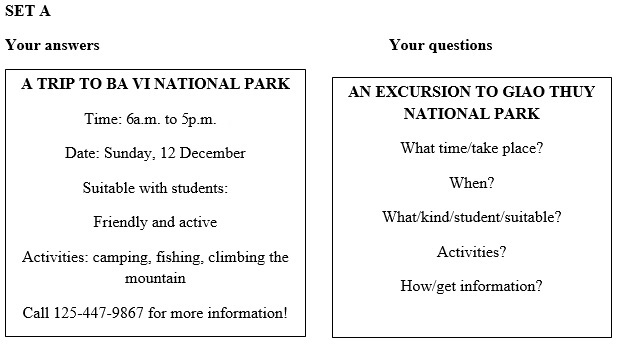 SET A
Your answers
Your questions
A TRIP TO BA VI NATIONAL PARK
Time: 6a.m. to 5p.m.
Date: Sunday, 12 December
Suitable with students:
Friendly and active
Activities: camping, fishing, climbing the
mountain
Call 125-447-9867 for more information!
AN EXCURSION TO GIAO THUY
NATIONAL PARK
What time/take place?
When?
What/kind/student/suitable?
Activities?
How/get information?